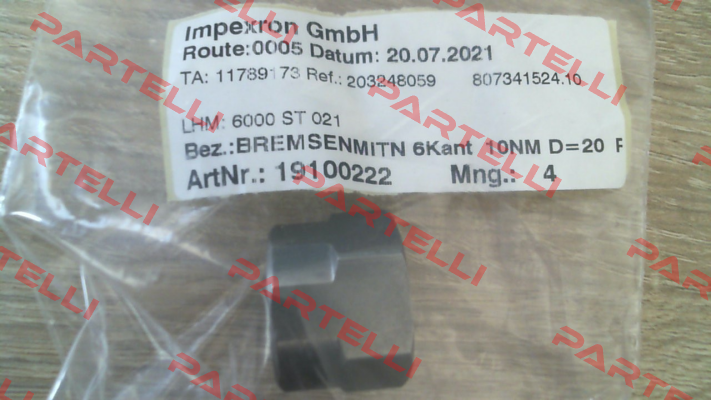 Impexron GmbH
Route:0005 Datum: 20.07.2021
TA: 11789173 Ref.: 203248059 807341524.10
LHM: 6000 ST 021
Bez.:BREMSENMITN 6Kant 10NM D=20
ArtNr.: 19100222 Mng.: 4
PARTELLI
PARTELLI
PARTELLI
PARTELLI
PARTELLI
PARTELLI
PARTELLI
PARTELLI